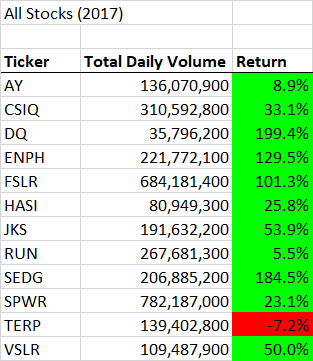 All Stocks (2017)
Ticker Total Daily Volume Return
AY 136,070,900 8.9%
CSIQ 310,592,800 33.1%
DQ 35,796,200 199.4%
ENPH 221,772,100 129.5%
FSLR 684,181,400 101.3%
HASI 80,949,300 25.8%
JKS 191,632,200 53.9%
RUN 267,681,300 5.5%
SEDG 206,885,200 184.5%
SPWR 782,187,000 23.1%
TERP 139,402,800 -7.2%
VSLR 109,487,900 50.0%